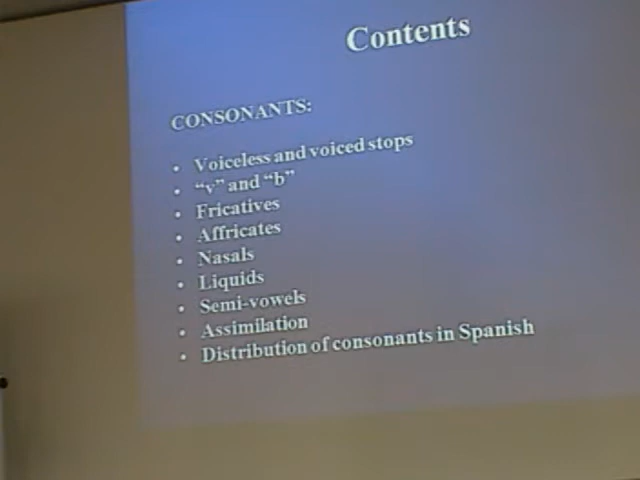 Contents
CONSONANTS:
• Voiceless and voiced stops
• “v” and “b”
• Fricatives
• Affricates
• Nasals
• Liquids
• Semi-vowels
• Assimilation
• Distribution of consonants in Spanish